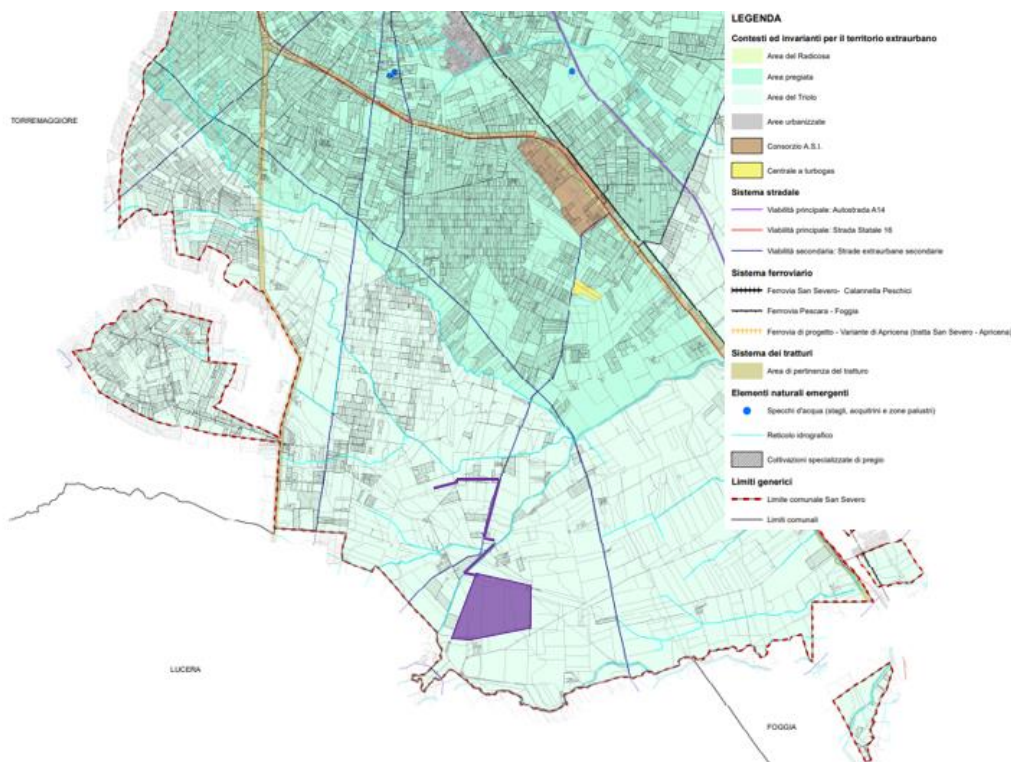 LEGENDA
Contesti ed invarianti per il territorio extraurbano
Area del Radicosa
Area pregiata
Area del Triolo
Aree urbanizzate
Consorzio A.S.I.
Centrale a turbogas
Sistema stradale
Viabilità principale: Autostrada A14
Viabilità principale: Strada Statale 16
Viabilità secondaria: Strade extraurbane secondarie
Sistema ferroviario
Ferrovia San Severo- Calannella Peschici
Ferrovia Pescara - Foggia
Ferrovia di progetto - Variante di Apricena (tratta San Severo - Apricena)
Sistema dei tratturi
Area di pertinenza del tratturo
Elementi naturali emergenti
Specchi d'acqua (stagli, acquitrini e zone palustri)
Reticolo idrografico
Coltivazioni specializzate di pregio
Limiti generici
Limite comunale San Severo
Limiti comunali
TORREMAGGIORE
LUCERA
FOGGIA